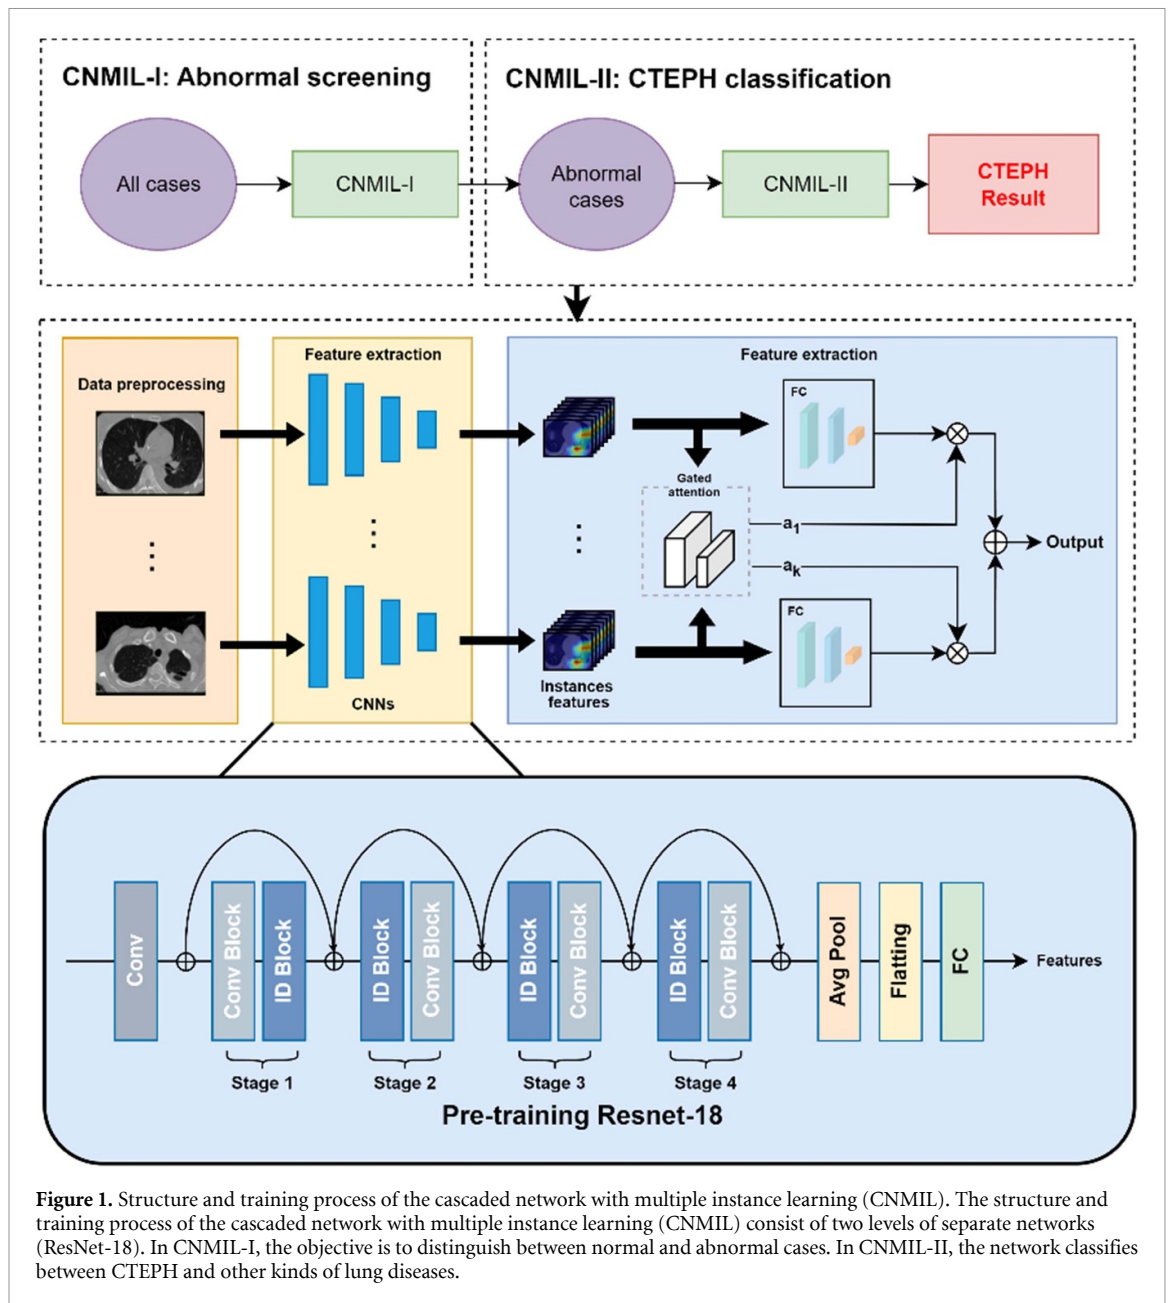 CNMIL-I: Abnormal screening
CNMIL-II: CTEPH classification
All cases
CNMIL-I
Abnormal
cases
CNMIL-II
CTEPH
Result
Data preprocessing
Feature extraction
Feature extraction
FC
Gated
attention
a1
ak
Output
FC
Instances
features
CNNs
Conv
Conv Block
ID Block
ID Block
Conv Block
ID Block
Conv Block
ID Block
Conv Block
Avg Pool
Flatting
FC
Features
Stage 1
Stage 2
Stage 3
Stage 4
Pre-training Resnet-18
Figure 1. Structure and training process of the cascaded network with multiple instance learning (CNMIL). The structure and
training process of the cascaded network with multiple instance learning (CNMIL) consist of two levels of separate networks
(ResNet-18). In CNMIL-I, the objective is to distinguish between normal and abnormal cases. In CNMIL-II, the network classifies
between CTEPH and other kinds of lung diseases.